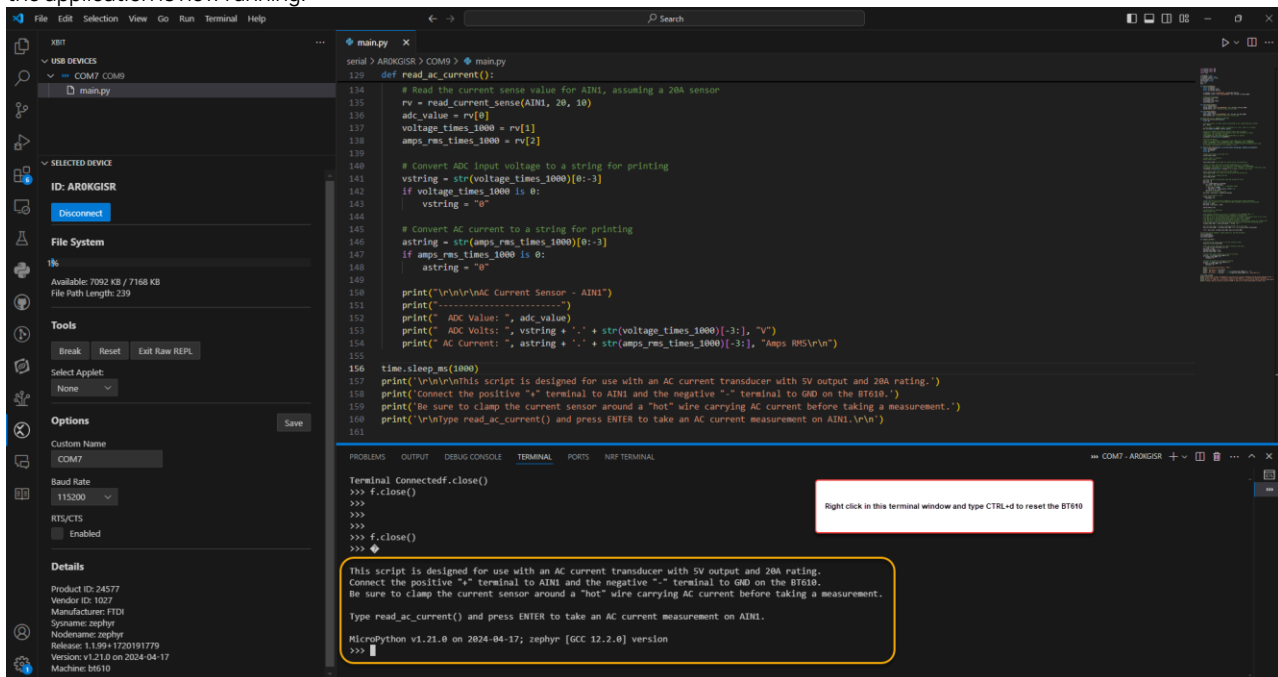 the application is now running.
File Edit Selection View Go Run Terminal Help
Search
XBIT
USB DEVICES
COM7 COM9
main.py
SELECTED DEVICE
ID: AR0KGISR
Disconnect
File System
1%
Available: 7092 KB / 7168 KB
File Path Length: 239
Tools
Break Reset Exit Raw REPL
Select Applet:
None
Options
Save
Custom Name
COM7
Baud Rate
115200
RTS/CTS
Enabled
Details
Product ID: 24577
Vendor ID: 1027
Manufacturer: FTDI
Sysname: zephyr
Nodename: zephyr
Release: 1.1.99+1720191779
Version: v1.21.0 on 2024-04-17
Machine: bt610
main.py
serial > AR0KGISR > COM9 > main.py
129 def read_ac_current():
134 # Read the current sense value for AIN1, assuming a 20A sensor
135 rv = read_current_sense(AIN1, 20, 10)
136 adc_value = rv[0]
137 voltage_times_1000 = rv[1]
138 amps_rms_times_1000 = rv[2]
139
140 # Convert ADC input voltage to a string for printing
141 vstring = str(voltage_times_1000)[0:-3]
142 if voltage_times_1000 is 0:
143 vstring = "0"
144
145 # Convert AC current to a string for printing
146 astring = str(amps_rms_times_1000)[0:-3]
147 if amps_rms_times_1000 is 0:
148 astring = "0"
149
150 print("\r\n\r\nAC Current Sensor - AIN1")
151 print("------------------------")
152 print("  ADC Value: ", adc_value)
153 print("  ADC Volts: ", vstring + '.' + str(voltage_times_1000)[-3:], "V")
154 print(" AC Current: ", astring + '.' + str(amps_rms_times_1000)[-3:], "Amps RMS\r\n")
155
156 time.sleep_ms(1000)
157 print('\r\n\r\nThis script is designed for use with an AC current transducer with 5V output and 20A rating.')
158 print('Connect the positive "+" terminal to AIN1 and the negative "-" terminal to GND on the BT610.')
159 print('Be sure to clamp the current sensor around a "hot" wire carrying AC current before taking a measurement.')
160 print('\r\nType read_ac_current() and press ENTER to take an AC current measurement on AIN1.\r\n')
161
PROBLEMS OUTPUT DEBUG CONSOLE TERMINAL PORTS NRF TERMINAL
COM7 - AR0KGISR
Terminal Connectedf.close()
>>> f.close()
>>>
>>>
>>>
>>> f.close()
>>> �
Right click in this terminal window and type CTRL+d to reset the BT610
This script is designed for use with an AC current transducer with 5V output and 20A rating.
Connect the positive "+" terminal to AIN1 and the negative "-" terminal to GND on the BT610.
Be sure to clamp the current sensor around a "hot" wire carrying AC current before taking a measurement.
Type read_ac_current() and press ENTER to take an AC current measurement on AIN1.
MicroPython v1.21.0 on 2024-04-17; zephyr [GCC 12.2.0] version
>>>